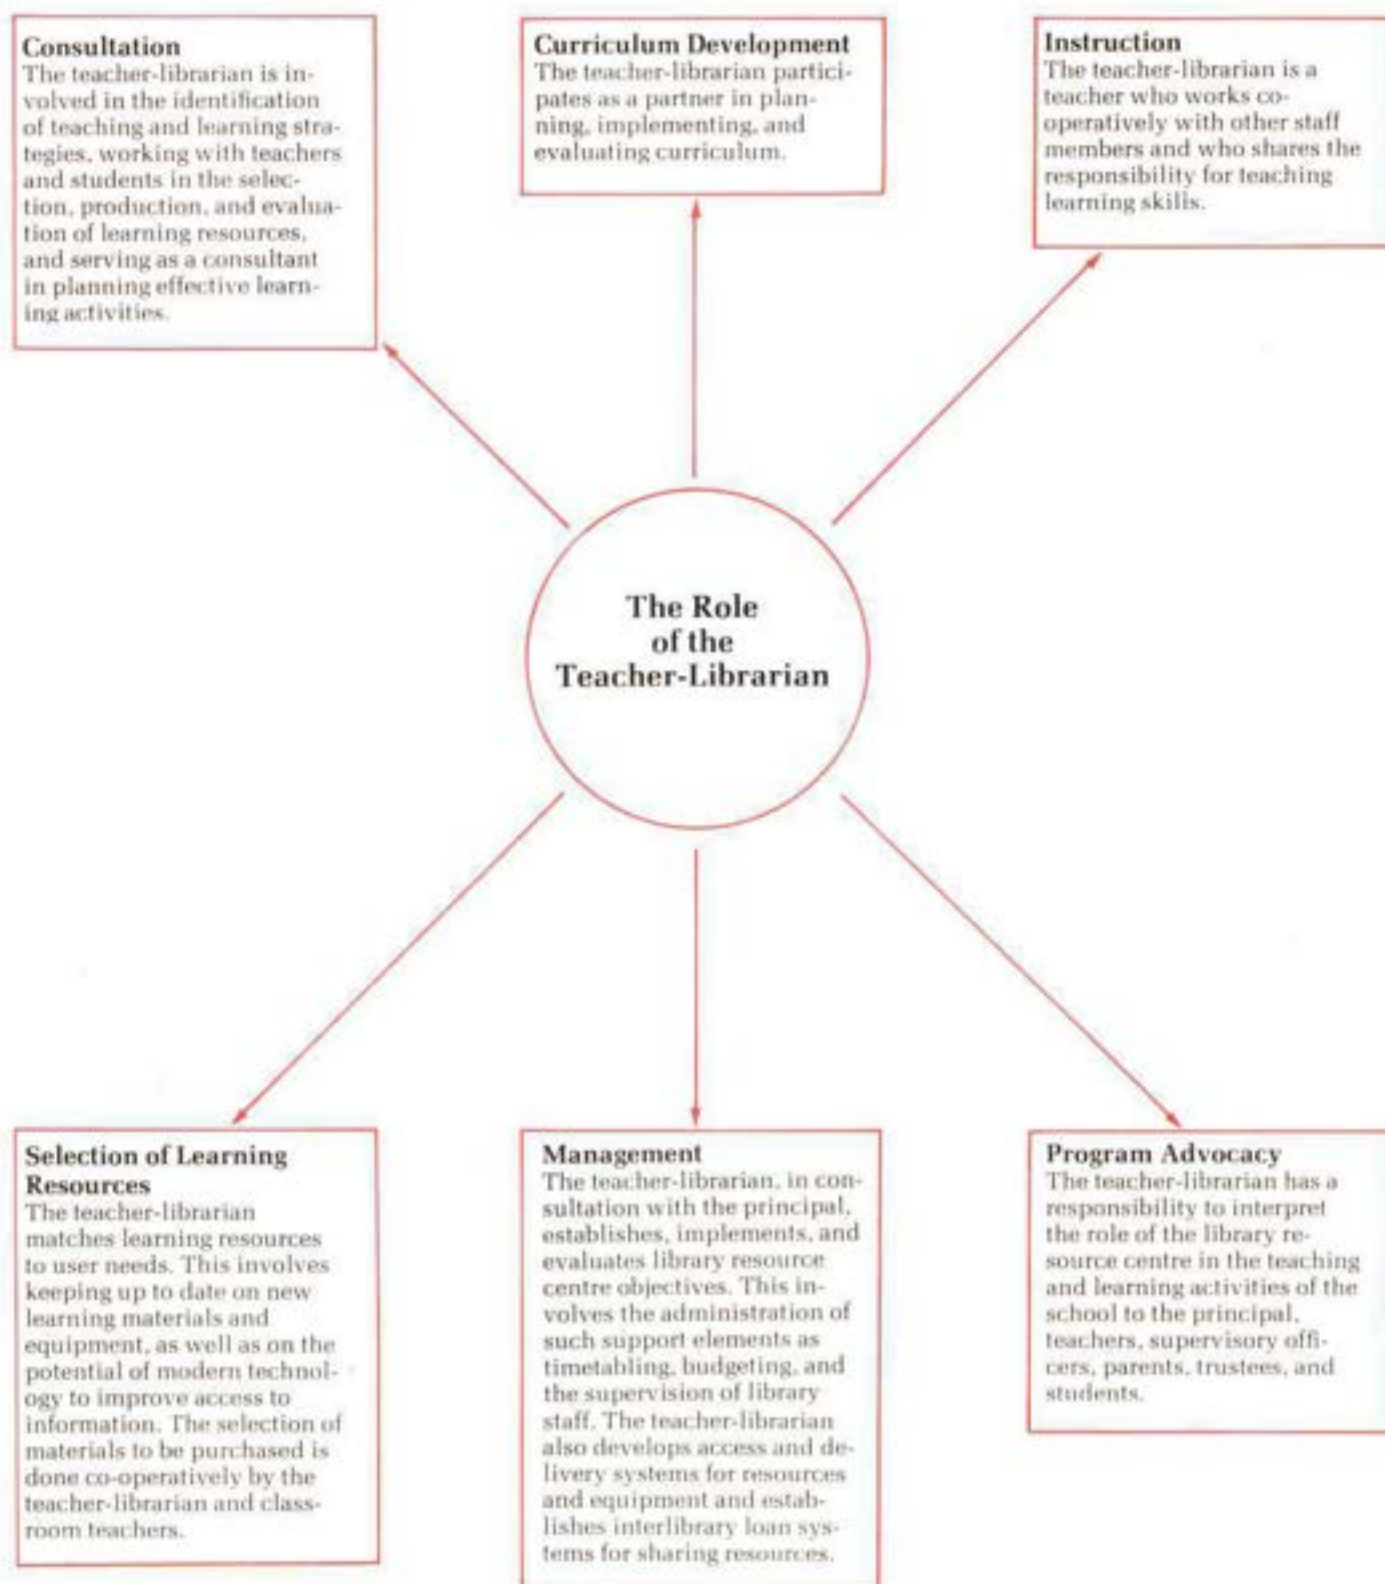 Consultation
The teacher-librarian is in-
volved in the identification
of teaching and learning stra-
tegies, working with teachers
and students in the selec-
tion, production, and evalua-
tion of learning resources,
and serving as a consultant
in planning effective learn-
ing activities.
Curriculum Development
The teacher-librarian partici-
pates as a partner in plan-
ning, implementing, and
evaluating curriculum.
Instruction
The teacher-librarian is a
teacher who works co-
operatively with other staff
members and who shares the
responsibility for teaching
learning skills.
The Role
of the
Teacher-Librarian
Selection of Learning
Resources
The teacher-librarian
matches learning resources
to user needs. This involves
keeping up to date on new
learning materials and
equipment, as well as on the
potential of modern technol-
ogy to improve access to
information. The selection of
materials to be purchased is
done co-operatively by the
teacher-librarian and class-
room teachers.
Management
The teacher-librarian, in con-
sultation with the principal,
establishes, implements, and
evaluates library resource
centre objectives. This in-
volves the administration of
such support elements as
timetabling, budgeting, and
the supervision of library
staff. The teacher-librarian
also develops access and de-
livery systems for resources
and equipment and estab-
lishes interlibrary loan sys-
tems for sharing resources.
Program Advocacy
The teacher-librarian has a
responsibility to interpret
the role of the library re-
source centre in the teaching
and learning activities of the
school to the principal,
teachers, supervisory offi-
cers, parents, trustees, and
students.